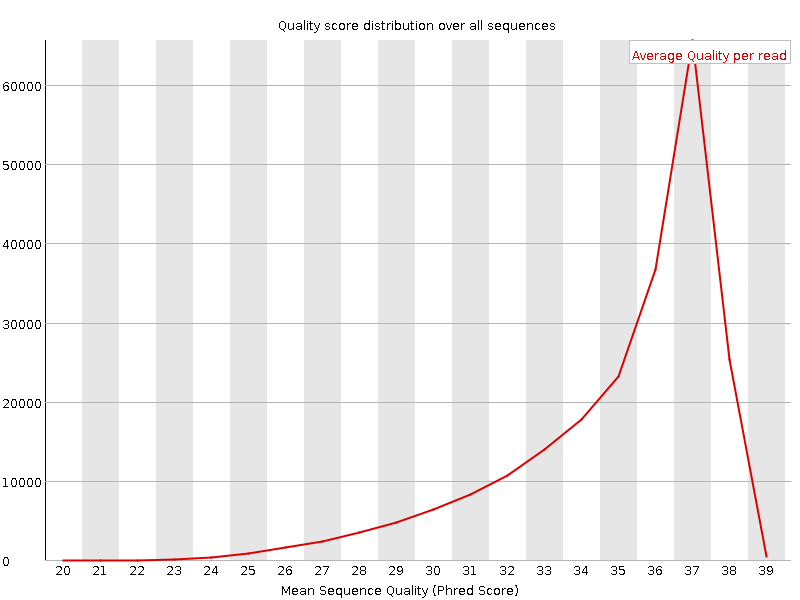 Quality score distribution over all sequences
Average Quality per read
60000
50000
40000
30000
20000
10000
0
20 21 22 23 24 25 26 27 28 29 30 31 32 33 34 35 36 37 38 39
Mean Sequence Quality (Phred Score)